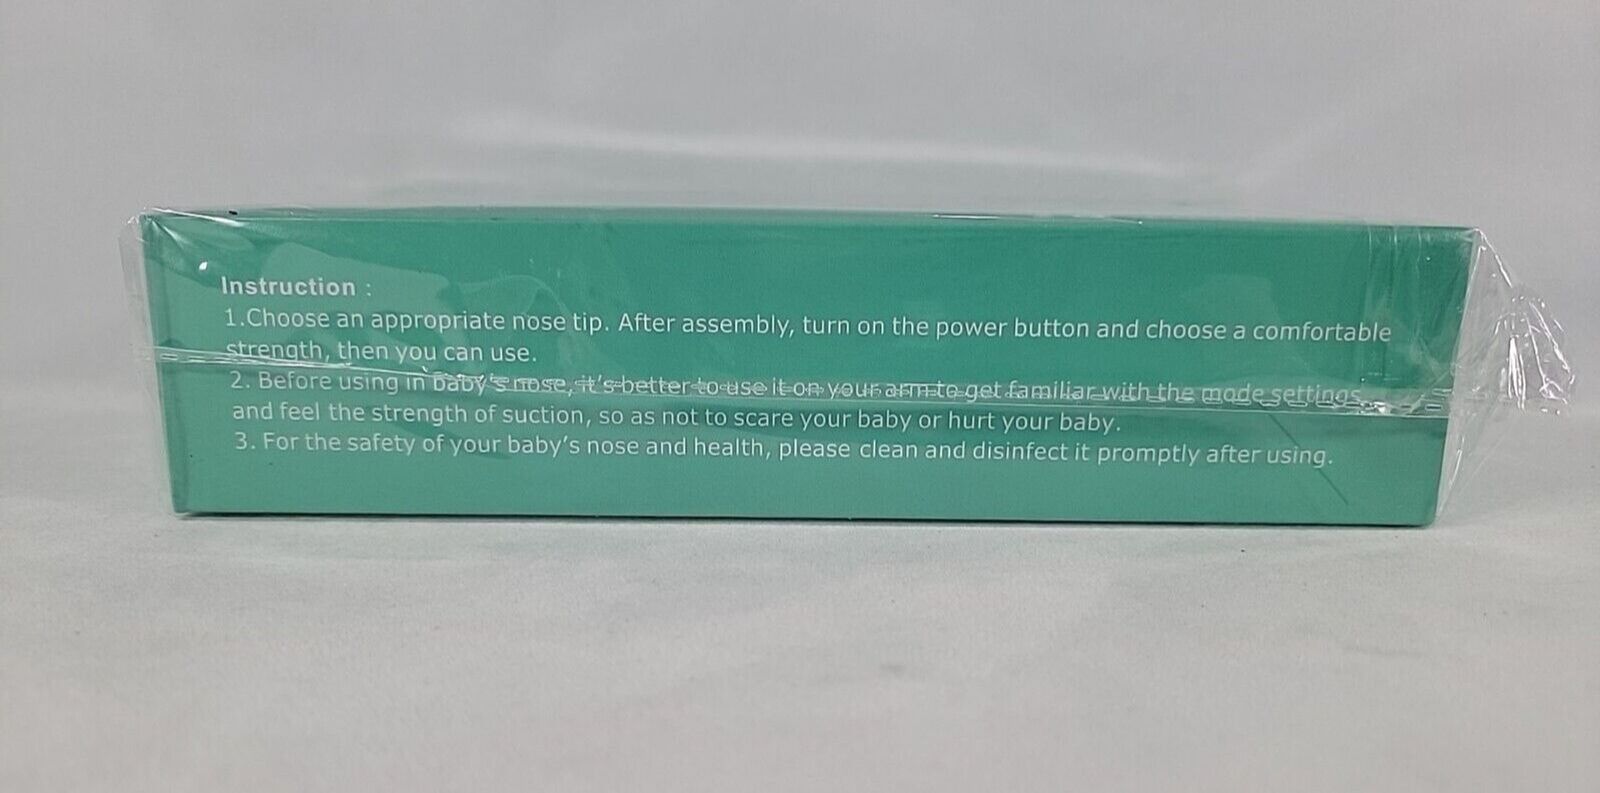 Instruction :
1.Choose an appropriate nose tip. After assembly, turn on the power button and choose a comfortable
strength, then you can use.
2. Before using in baby's nose, it's better to use it on your arm to get familiar with the mode settings
and feel the strength of suction, so as not to scare your baby or hurt your baby.
3. For the safety of your baby's nose and health, please clean and disinfect it promptly after using.